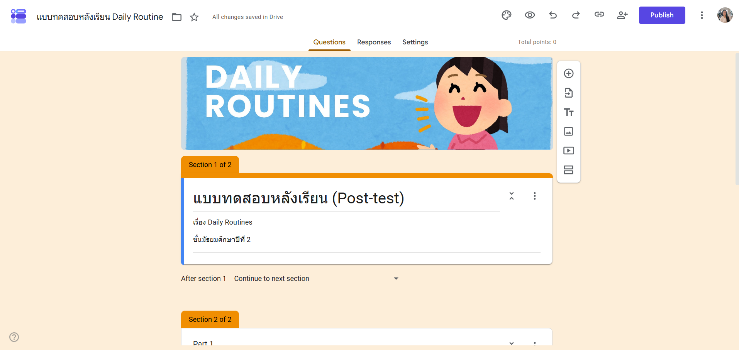 แบบทดสอบหลังเรียน Daily Routine
All changes saved in Drive
Publish
Questions
Responses
Settings
Total points: 0
DAILY
ROUTINES
Section 1 of 2
แบบทดสอบหลังเรียน (Post-test)
เรื่อง Daily Routines
ชั้นมัธยมศึกษาปีที่ 2
After section 1
Continue to next section
Section 2 of 2
Part 1